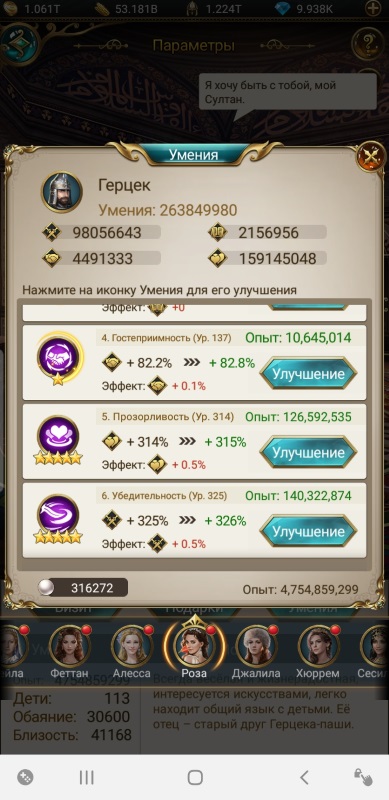 1.061T 53.181B 1.224T 9.938K
Параметры
Я хочу быть с тобой, мой
Султан.
Умения
Герцек
Умения: 263849980
98056643 2156956
4491333 159145048
Нажмите на иконку Умения для его улучшения
Эффект: +0
4. Гостеприимность (Ур. 137) Опыт: 10,645,014
+ 82.2% >>> + 82.8%
Улучшение
Эффект: + 0.1%
5. Прозорливость (Ур. 314) Опыт: 126,592,535
+ 314% >>> + 315%
Улучшение
Эффект: + 0.5%
6. Убедительность (Ур. 325) Опыт: 140,322,874
+ 325% >>> + 326%
Улучшение
Эффект: + 0.5%
316272 Опыт: 4,754,859,299
Визит Подарки Умения
Феттан Алесса Роза Джалила Хюррем
Дети: 113
Обаяние: 30600
Близость: 41168
интересуется искусствами, легко
находит общий язык с детьми. Её
отец – старый друг Герцека-паши.